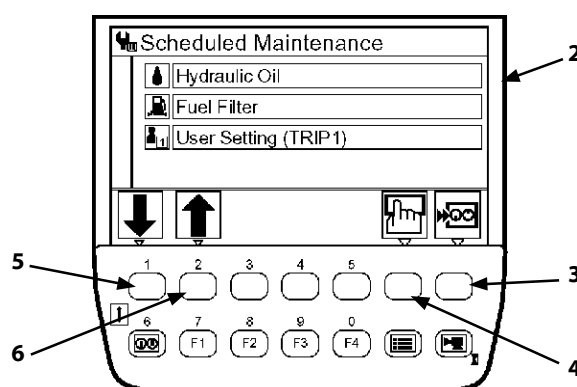 Scheduled Maintenance
2
Hydraulic Oil
Fuel Filter
1 User Setting (TRIP1)
5 1 2 3 4 5 3
6 7 8 9 0
6 F1 F2 F3 F4 4